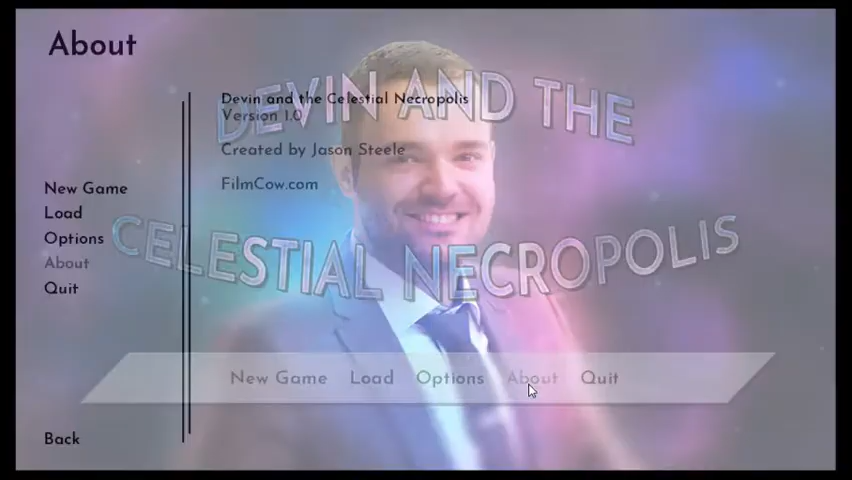 About
DEVIN AND THE
Devin and the Celestial Necropolis
Version 1.0
Created by Jason Steele
FilmCow.com
New Game
Load
Options
About
Quit
CELESTIAL NECROPOLIS
New Game Load Options About Quit
Back